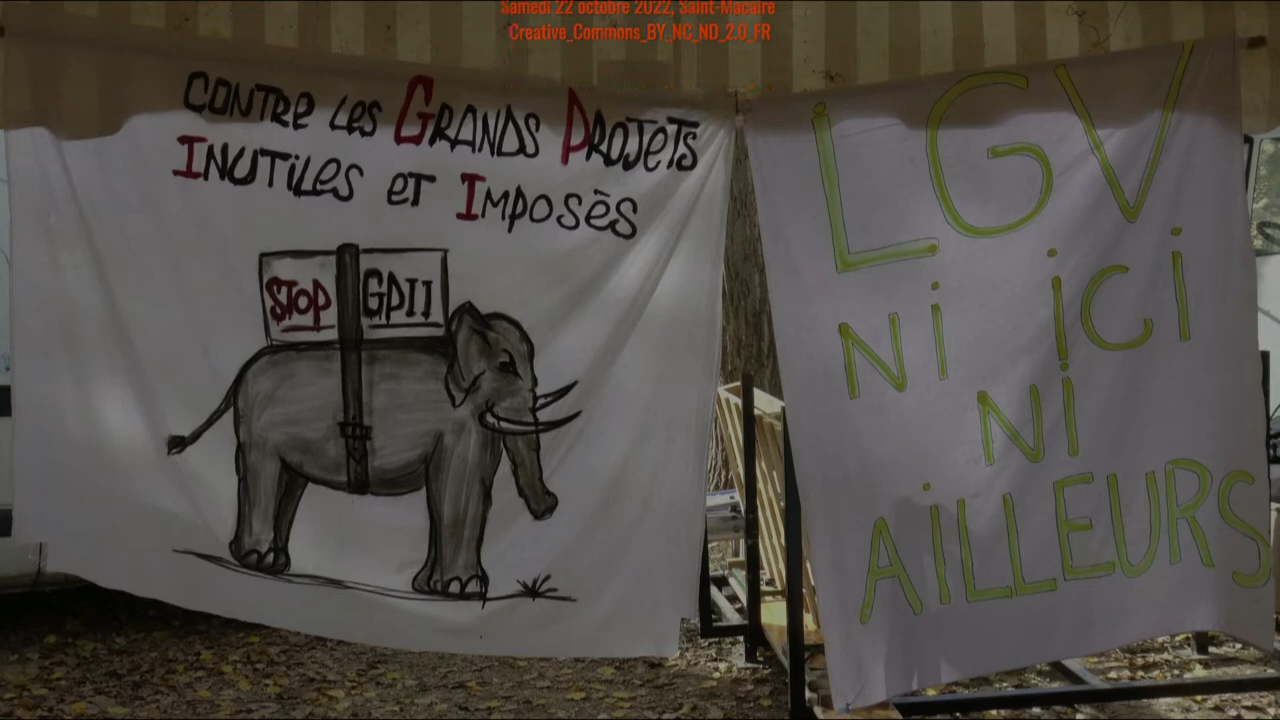 Samedi 22 octobre 2022, Saint-Macaire
Creative_Commons_BY_NC_ND_2.0_FR
CONTRE LES GRANDS PROJETS
INUTILES ET IMPOSÉS
STOP GPII
LGV
Ni iCi
Ni
AiLLEURS